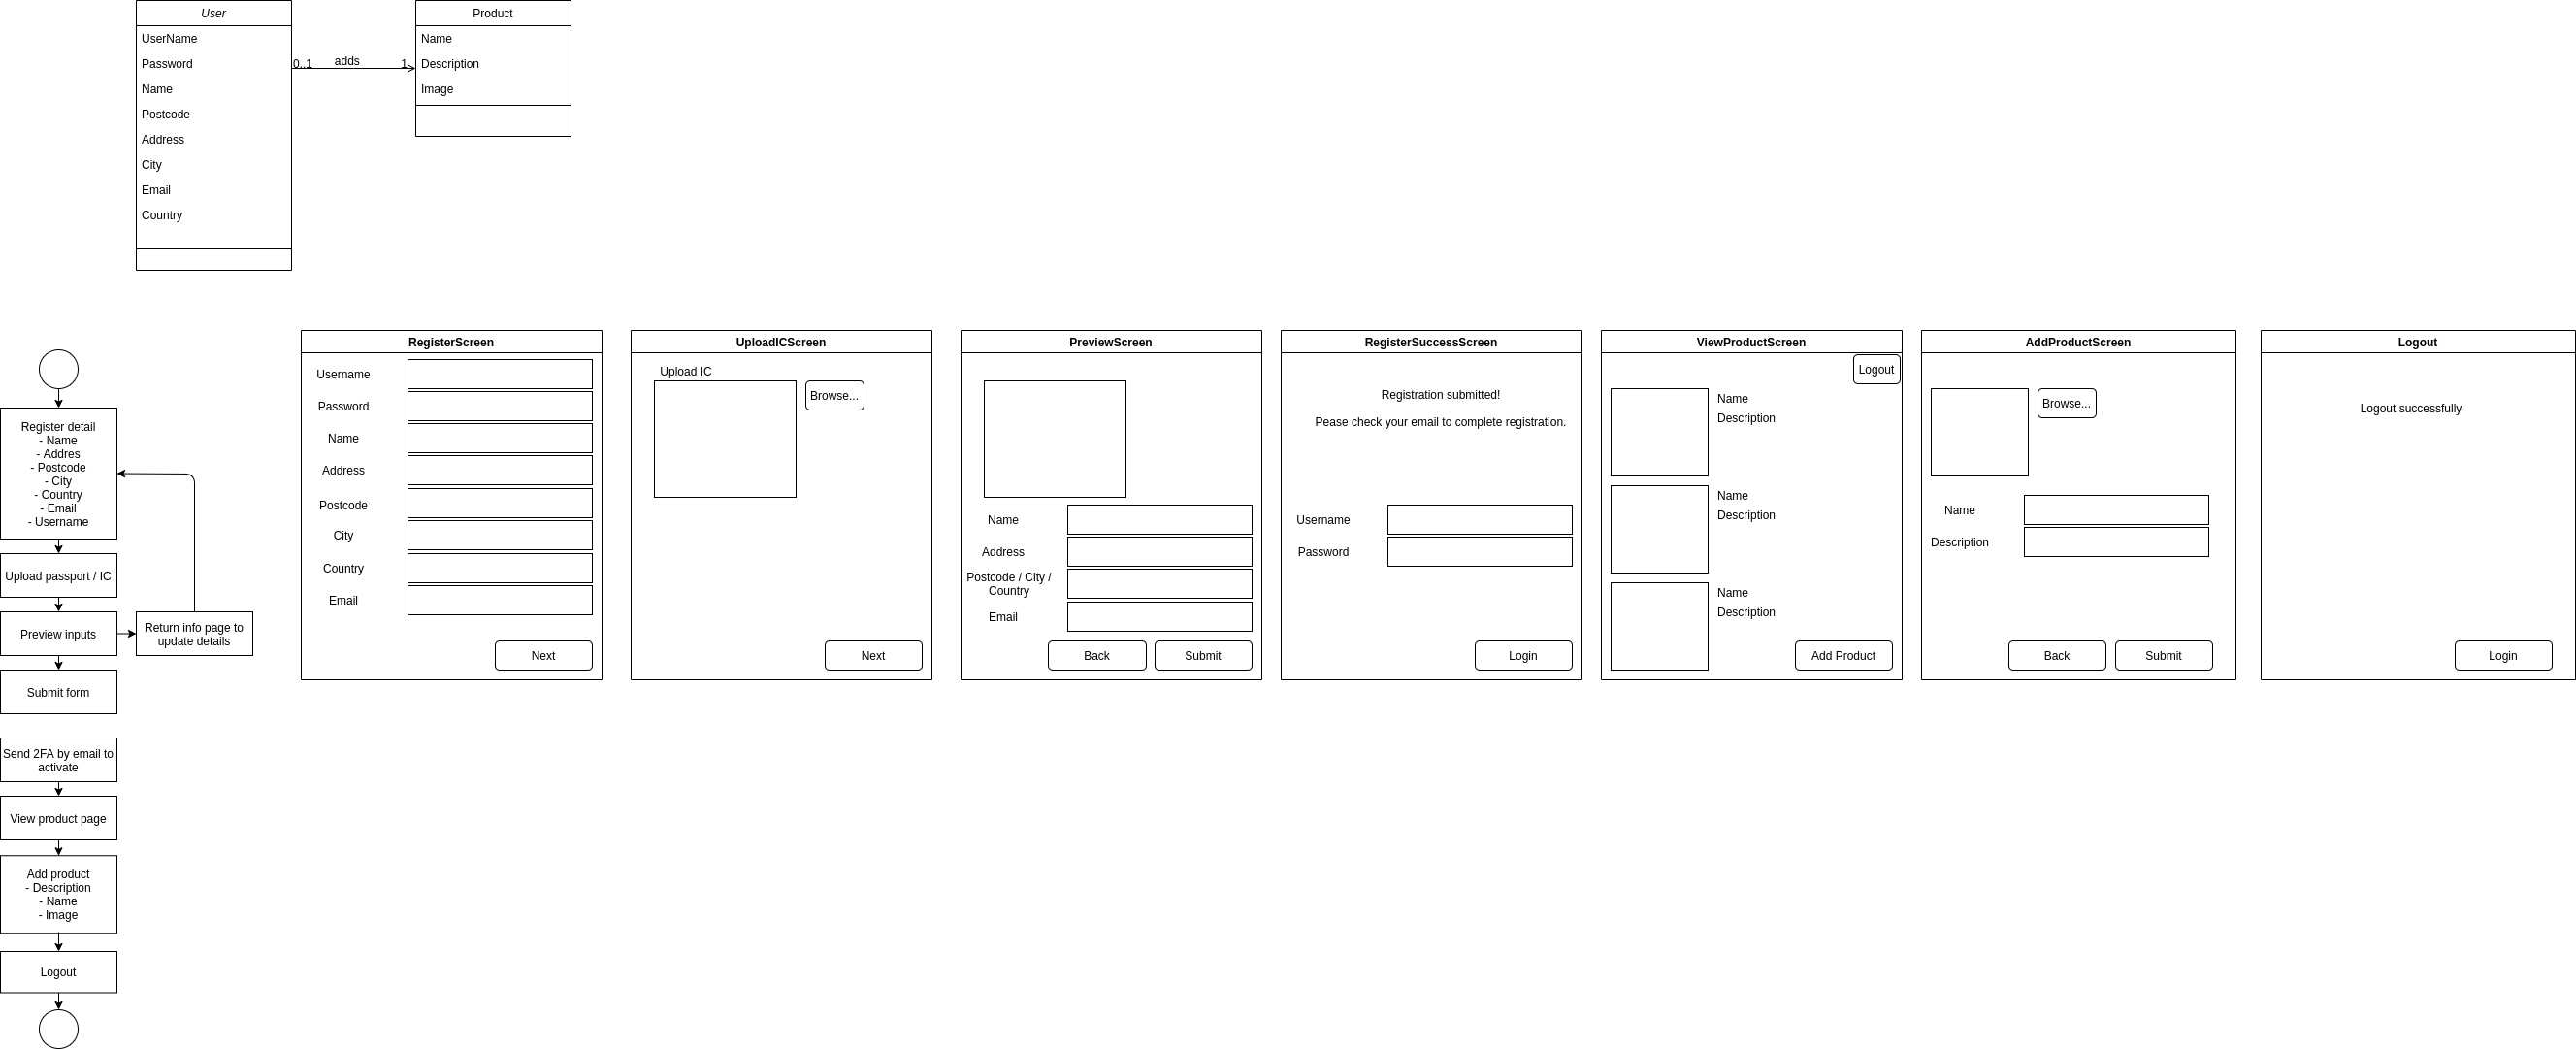 User
UserName
Password
Name
Postcode
Address
City
Email
Country
0..1
adds
1
Product
Name
Description
Image
Register detail
- Name
- Addres
- Postcode
- City
- Country
- Email
- Username
Upload passport / IC
Preview inputs
Return info page to
update details
Submit form
Send 2FA by email to
activate
View product page
Add product
- Description
- Name
- Image
Logout
RegisterScreen
Username
Password
Name
Address
Postcode
City
Country
Email
Next
UploadICScreen
Upload IC
Browse...
Next
PreviewScreen
Name
Address
Postcode / City /
Country
Email
Back
Submit
RegisterSuccessScreen
Registration submitted!
Pease check your email to complete registration.
Username
Password
Login
ViewProductScreen
Logout
Name
Description
Name
Description
Name
Description
Add Product
AddProductScreen
Browse...
Name
Description
Back
Submit
Logout
Logout successfully
Login